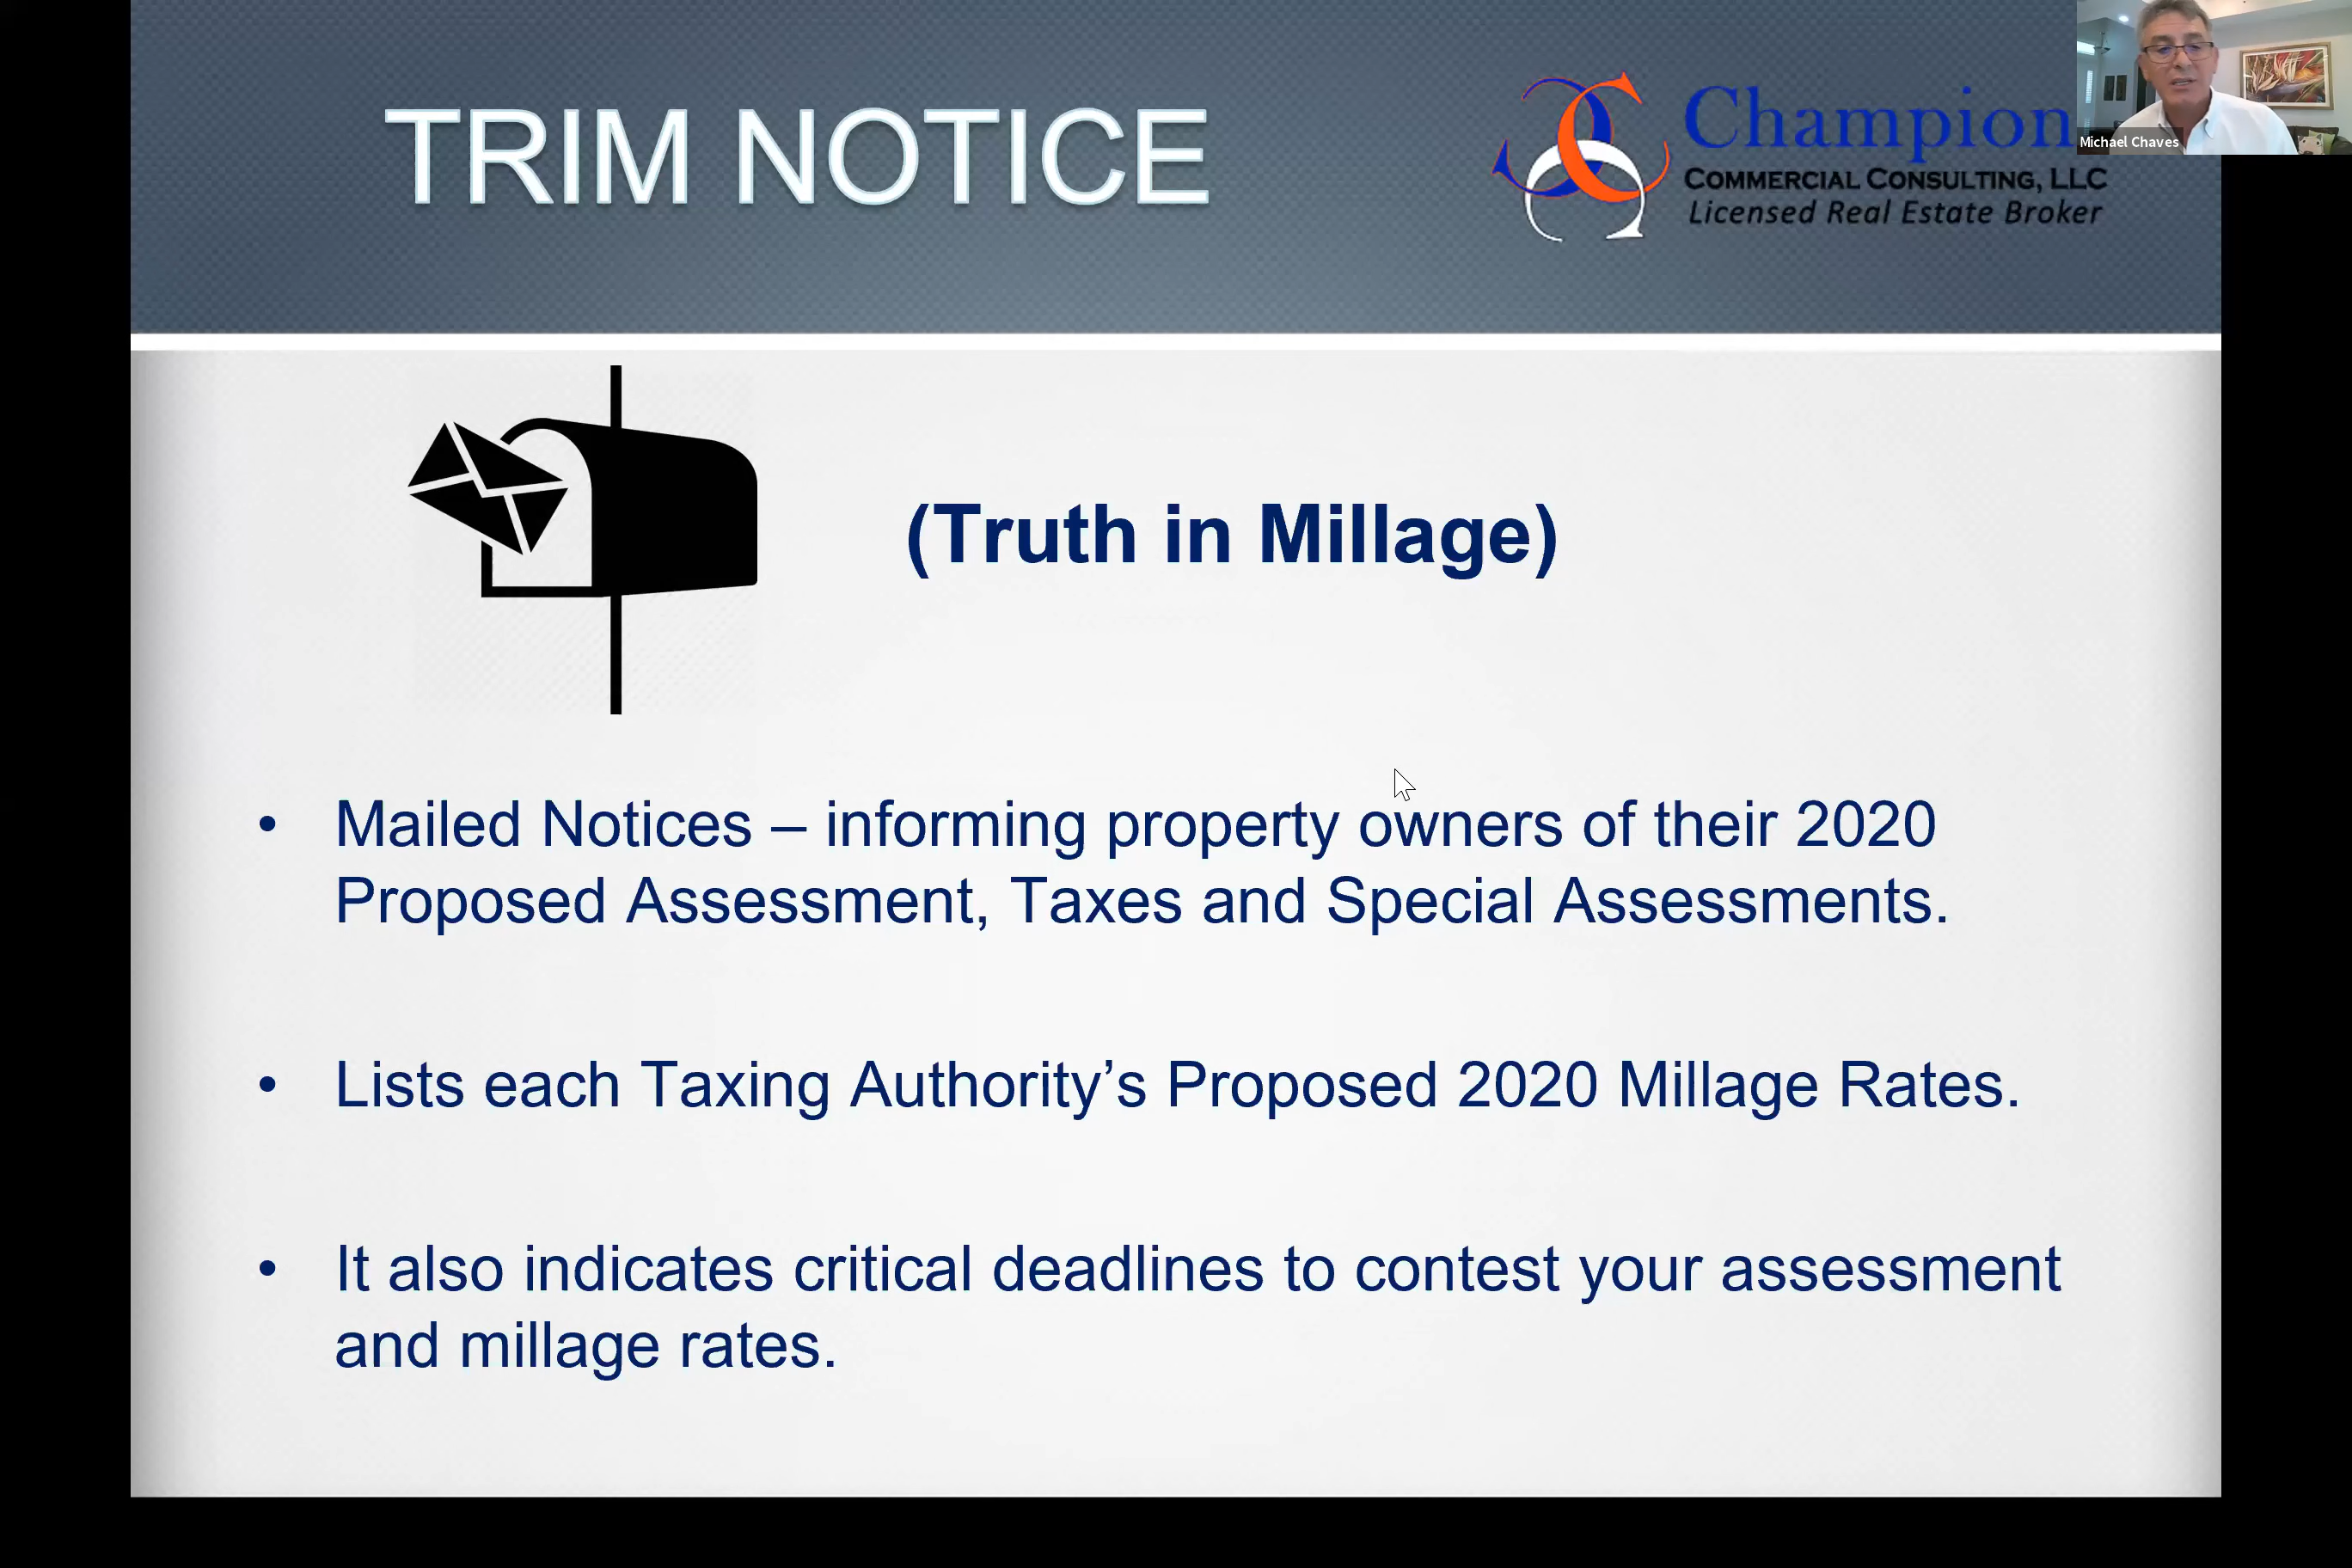 TRIM NOTICE
Champion
COMMERCIAL CONSULTING, LLC
Licensed Real Estate Broker
Michael Chaves
(Truth in Millage)
• Mailed Notices – informing property owners of their 2020
Proposed Assessment, Taxes and Special Assessments.
• Lists each Taxing Authority’s Proposed 2020 Millage Rates.
• It also indicates critical deadlines to contest your assessment
and millage rates.